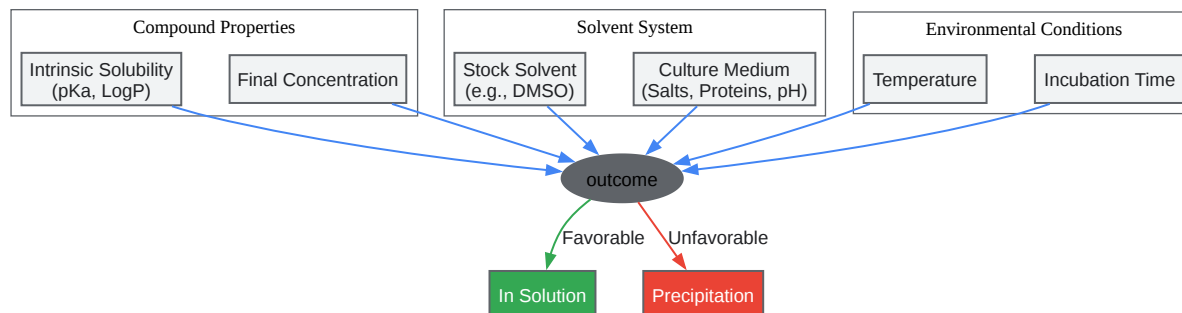 Compound Properties
Solvent System
Environmental Conditions
Intrinsic Solubility
(pKa, LogP)
Final Concentration
Stock Solvent
(e.g., DMSO)
Culture Medium
(Salts, Proteins, pH)
Temperature
Incubation Time
outcome
Favorable
Unfavorable
In Solution
Precipitation